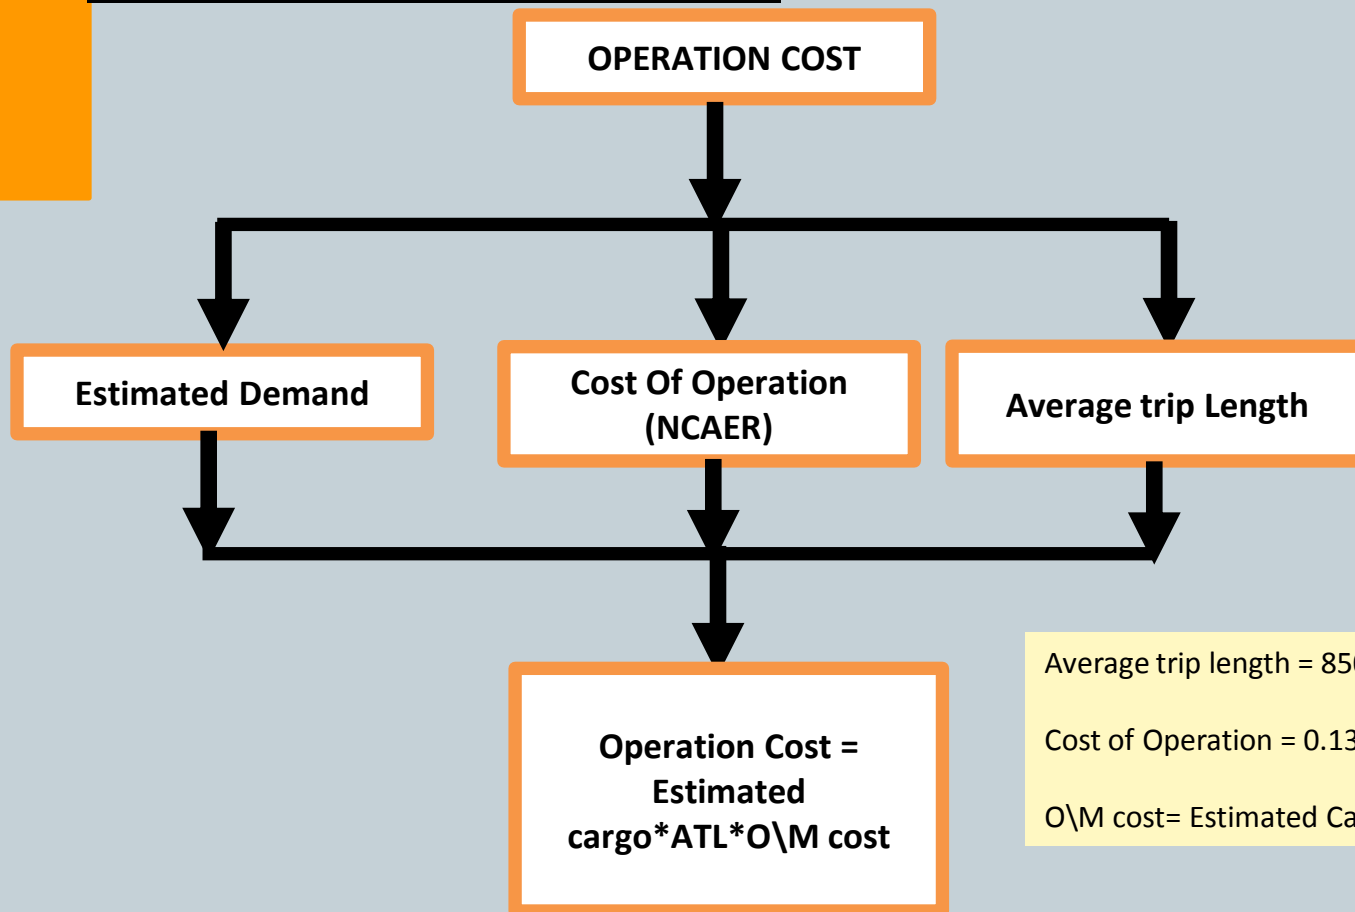 OPERATION COST
Estimated Demand
Cost Of Operation
(NCAER)
Average trip Length
Operation Cost =
Estimated
cargo*ATL*O\M cost
Average trip length =
Cost of Operation =
O\M cost= Estimated